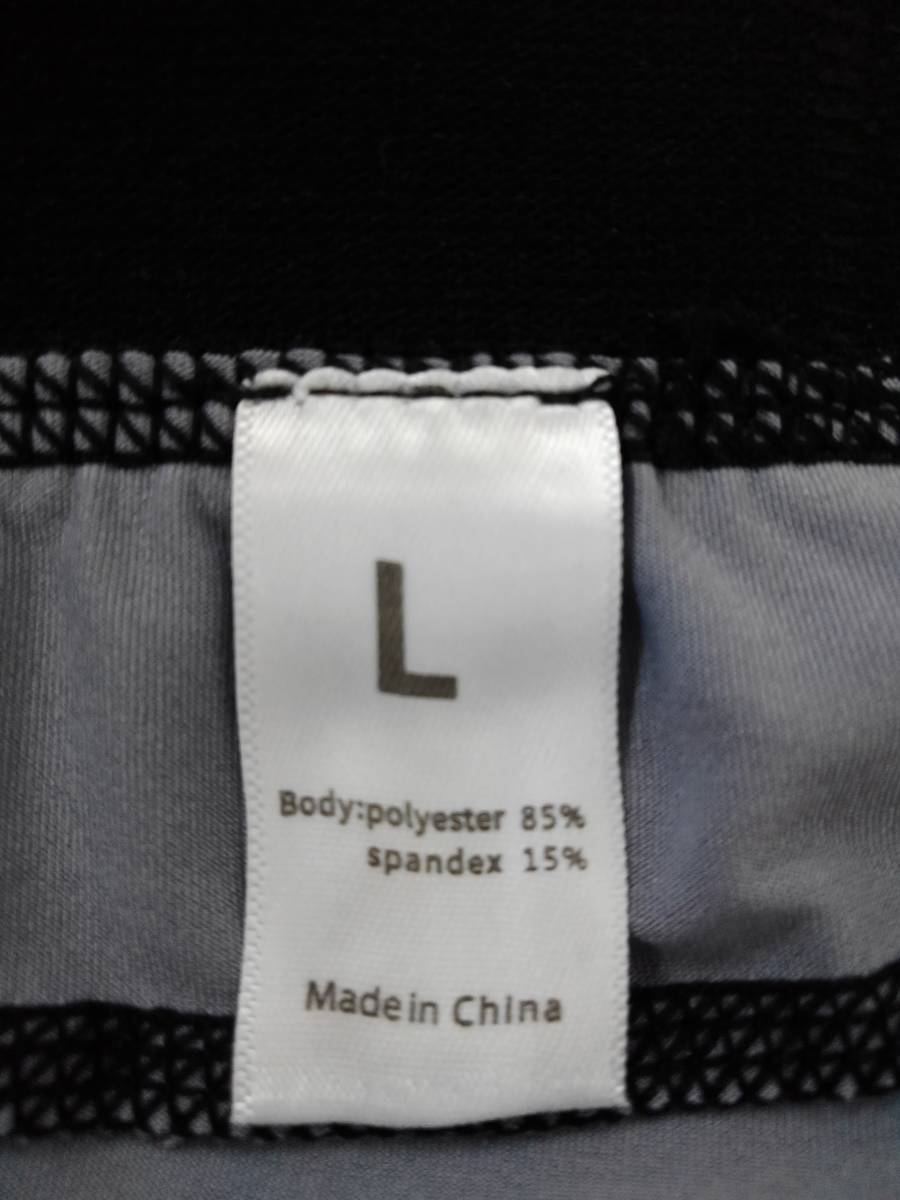 L
Body:polyester 85%
spandex 15%
Made in China